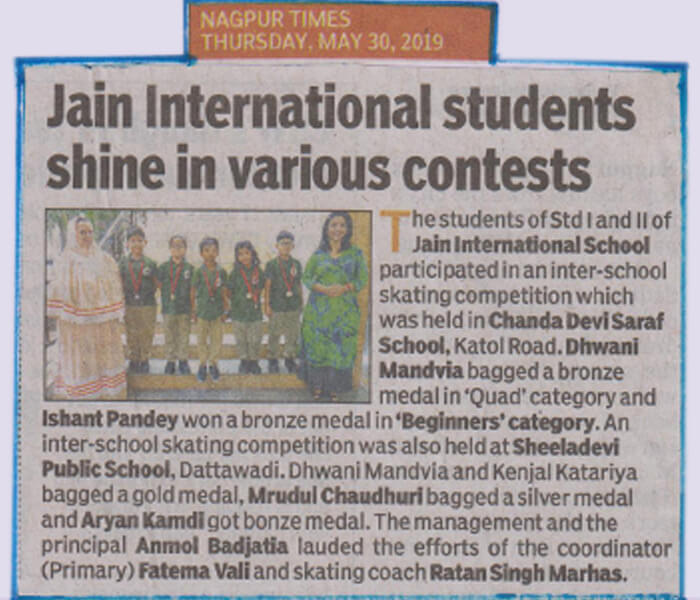 NAGPUR TIMES
THURSDAY, MAY 30, 2019
Jain International students
shine in various contests
The students of Std I and II of
Jain International School
participated in an inter-school
skating competition which
was held in Chanda Devi Saraf
School, Katol Road. Dhwani
Mandvia bagged a bronze
medal in ‘Quad’ category and
Ishant Pandey won a bronze medal in ‘Beginners’ category. An
inter-school skating competition was also held at Sheeladevi
Public School, Dattawadi. Dhwani Mandvia and Kenjal Katariya
bagged a gold medal, Mrudul Chaudhuri bagged a silver medal
and Aryan Kamdi got bonze medal. The management and the
principal Anmol Badjatia lauded the efforts of the coordinator
(Primary) Fatema Vali and skating coach Ratan Singh Marhas.